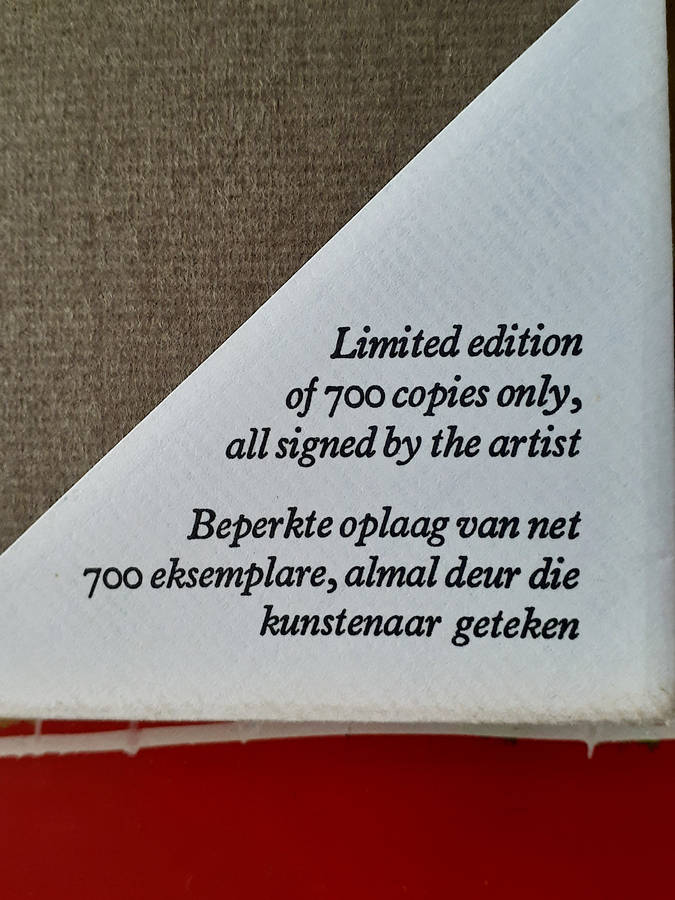 Limited edition
of 700 copies only,
all signed by the artist
Beperkte oplaag van net
700 eksemplare, almal deur die
kunstenaar geteken